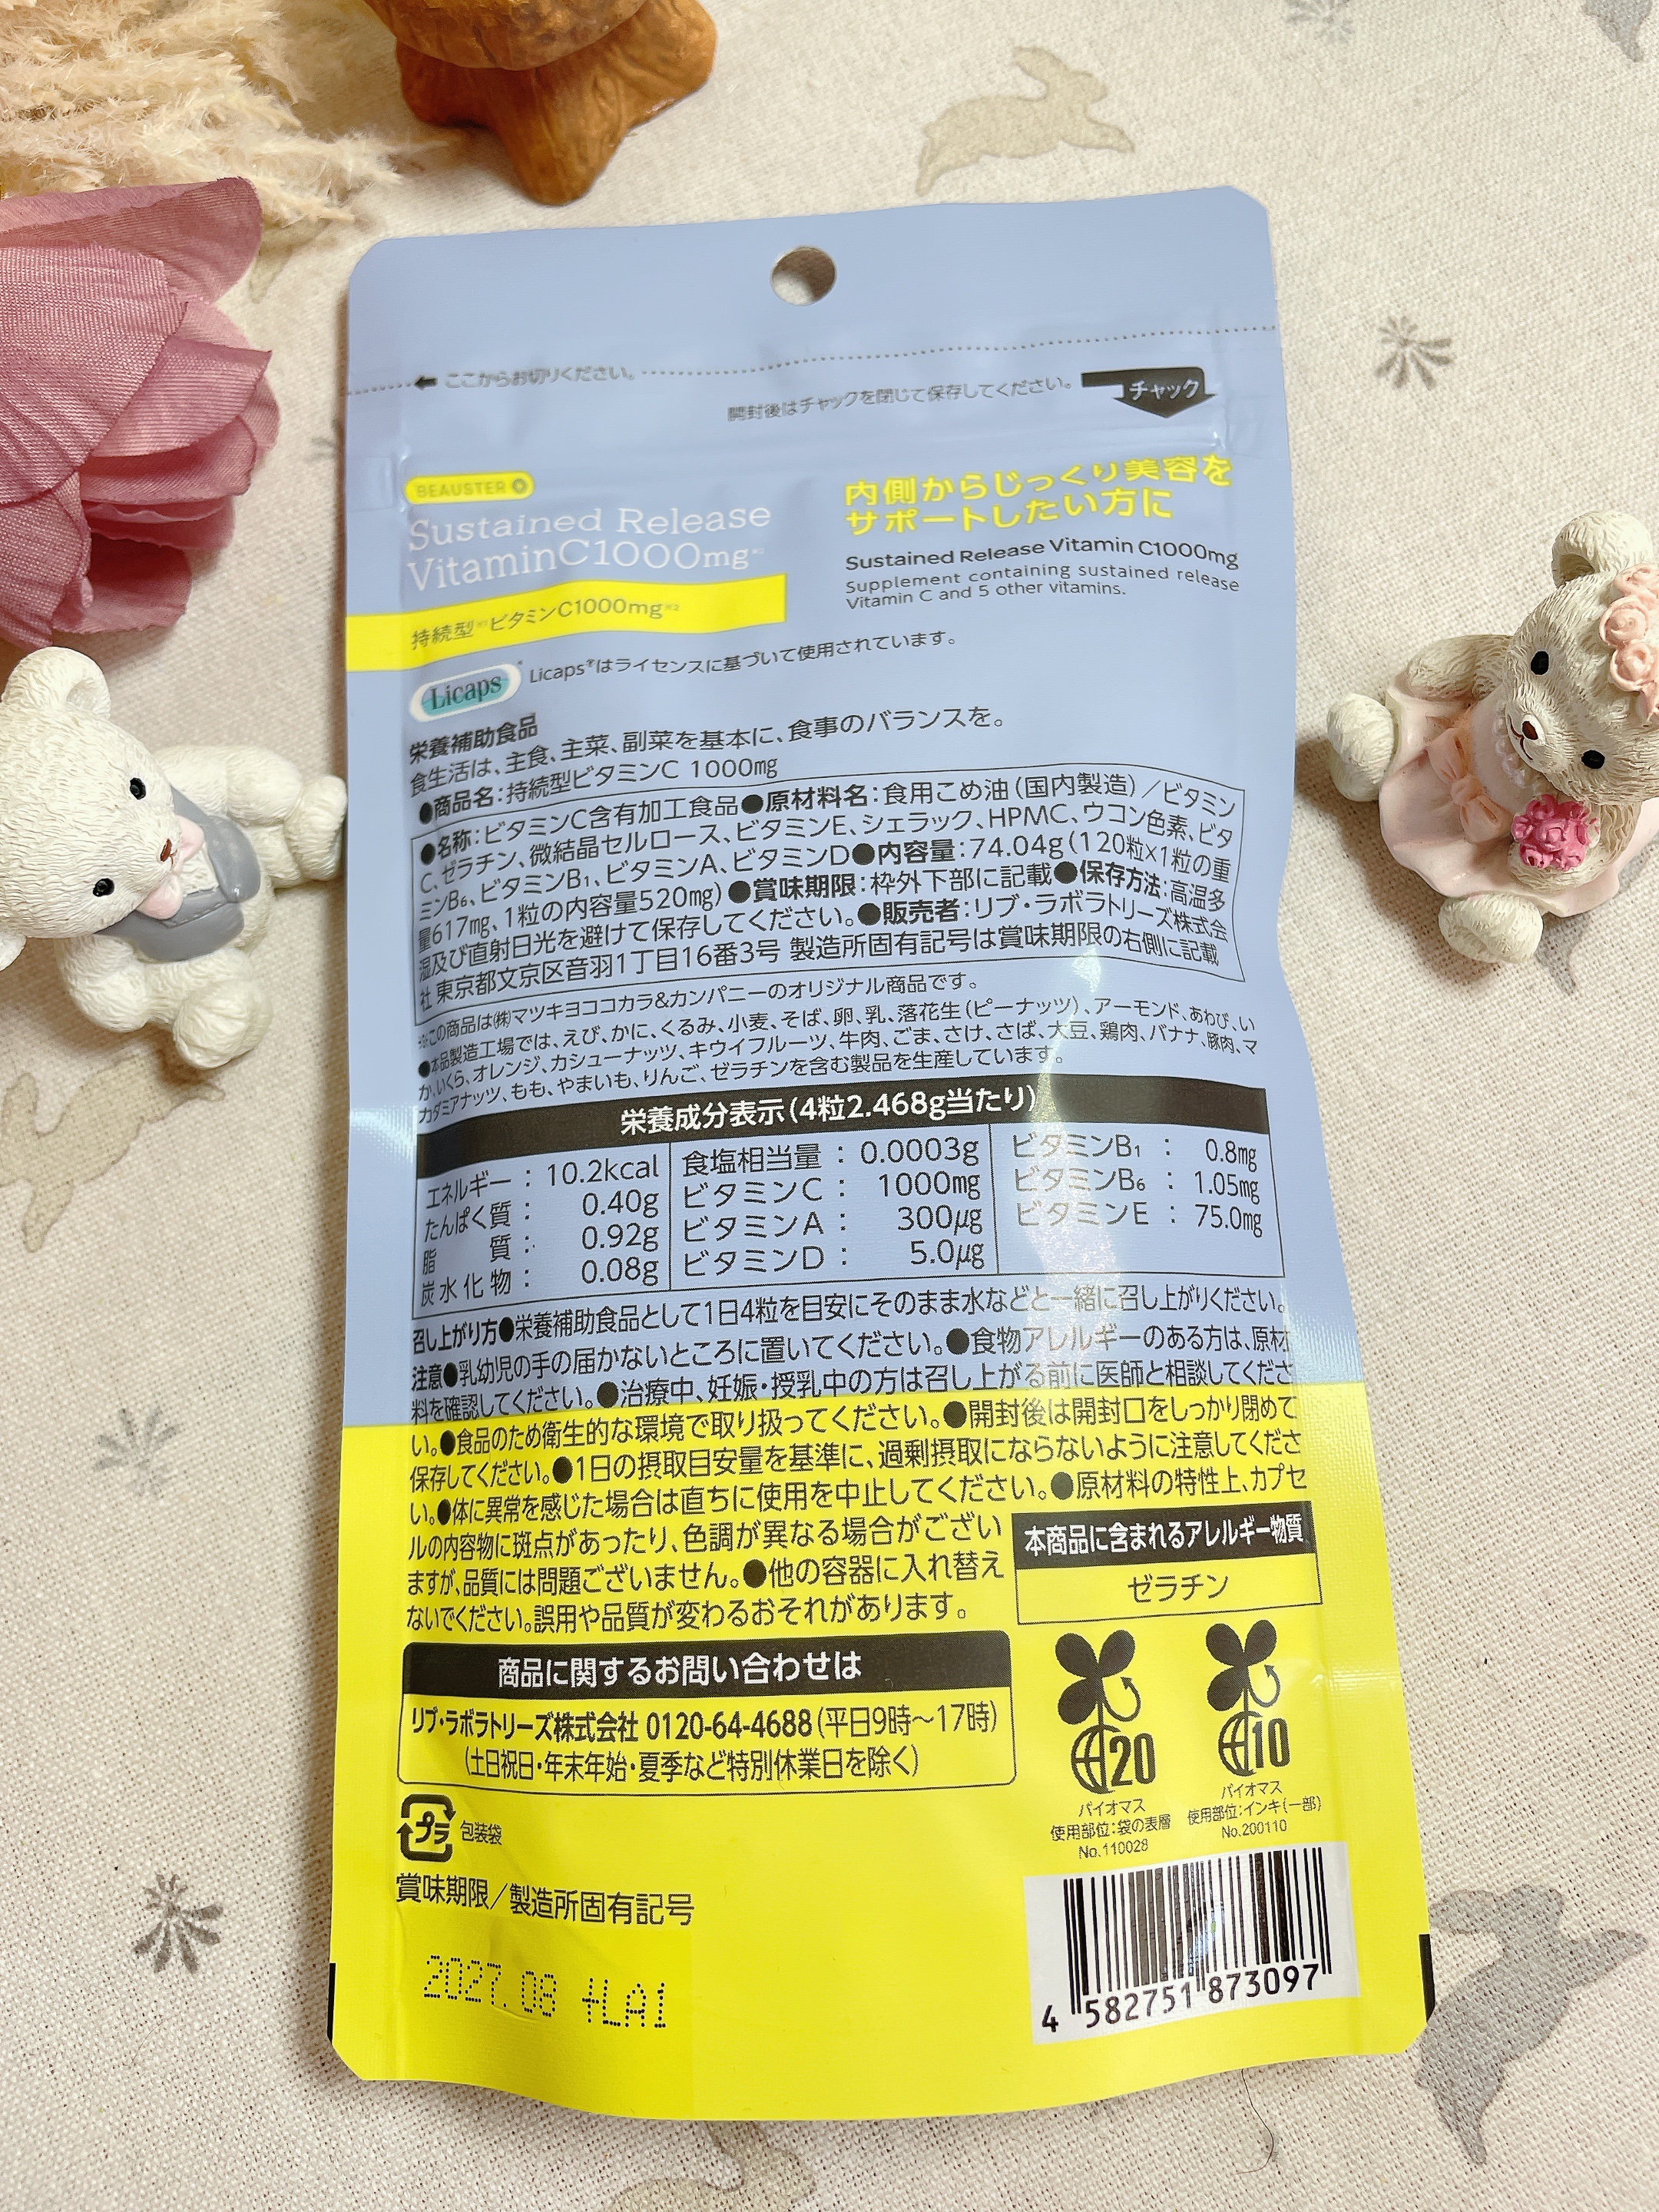 ← ここからお切りください。
開封後はチャックを閉じて保存してください。
チャック
BEAUSTER
Sustained Release
VitaminC1000mg※1
持続型※1ビタミンC1000mg※2
内側からじっくり美容を
サポートしたい方に
Sustained Release Vitamin C1000mg
Supplement containing sustained release
Vitamin C and 5 other vitamins.
Licaps® Licaps®はライセンスに基づいて使用されています。
栄養補助食品
食生活は、主食、主菜、副菜を基本に、食事のバランスを。
●商品名：持続型ビタミンC 1000mg
●名称：ビタミンC含有加工食品●原材料名：食用こめ油（国内製造）／ビタミン
C、ゼラチン、微結晶セルロース、ビタミンE、シェラック、HPMC、ウコン色素、ビタ
ミンB₆、ビタミンB₁、ビタミンA、ビタミンD●内容量：74.04g（120粒×1粒の重
量617mg、1粒の内容量520mg）●賞味期限：枠外下部に記載●保存方法：高温多
湿及び直射日光を避けて保存してください。●販売者：リブ・ラボラトリーズ株式会
社 東京都文京区音羽1丁目16番3号 製造所固有記号は賞味期限の右側に記載
※この商品は㈱マツキヨココカラ&カンパニーのオリジナル商品です。
●本品製造工場では、えび、かに、くるみ、小麦、そば、卵、乳、落花生（ピーナッツ）、アーモンド、あわび、い
か、いくら、オレンジ、カシューナッツ、キウイフルーツ、牛肉、ごま、さけ、さば、大豆、鶏肉、バナナ、豚肉、マ
カダミアナッツ、もも、やまいも、りんご、ゼラチンを含む製品を生産しています。
栄養成分表示（4粒2.468g当たり）
エネルギー：10.2kcal
たんぱく質：0.40g
脂質：0.92g
炭水化物：0.08g
食塩相当量：0.0003g
ビタミンC：1000mg
ビタミンA：300μg
ビタミンD：5.0μg
ビタミンB₁：0.8mg
ビタミンB₆：1.05mg
ビタミンE：75.0mg
召し上がり方●栄養補助食品として1日4粒を目安にそのまま水などと一緒に召し上がりください。
注意●乳幼児の手の届かないところに置いてください。●食物アレルギーのある方は、原材
料を確認してください。●治療中、妊娠・授乳中の方は召し上がる前に医師と相談してくださ
い。●食品のため衛生的な環境で取り扱ってください。●開封後は開封口をしっかり閉めて
保存してください。●1日の摂取目安量を基準に、過剰摂取にならないように注意してくださ
い。●体に異常を感じた場合は直ちに使用を中止してください。●原材料の特性上、カプセ
ルの内容物に斑点があったり、色調が異なる場合がござい
ますが、品質には問題ございません。●他の容器に入れ替え
ないでください。誤用や品質が変わるおそれがあります。
本商品に含まれるアレルギー物質
ゼラチン
商品に関するお問い合わせは
リブ・ラボラトリーズ株式会社 0120-64-4688（平日9時～17時）
（土日祝日・年末年始・夏季など特別休業日を除く）
20
バイオマス
使用部位：袋の表層
No.110028
10
バイオマス
使用部位：インキ（一部）
No.200110
プラ 包装袋
賞味期限／製造所固有記号
2027.08 +LA1
4 582751 873097